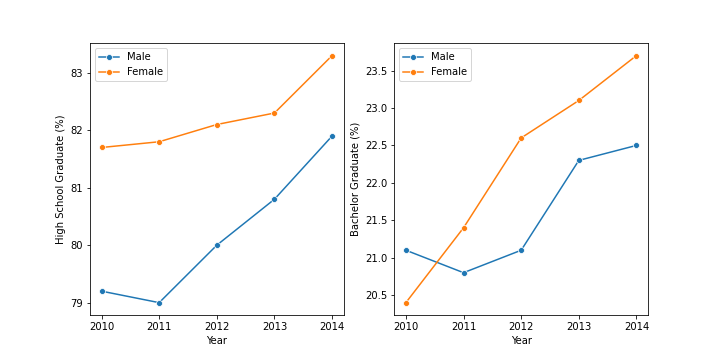 Male
Female
High School Graduate (%)
83
82
81
80
79
2010 2011 2012 2013 2014
Year
Male
Female
Bachelor Graduate (%)
23.5
23.0
22.5
22.0
21.5
21.0
20.5
2010 2011 2012 2013 2014
Year